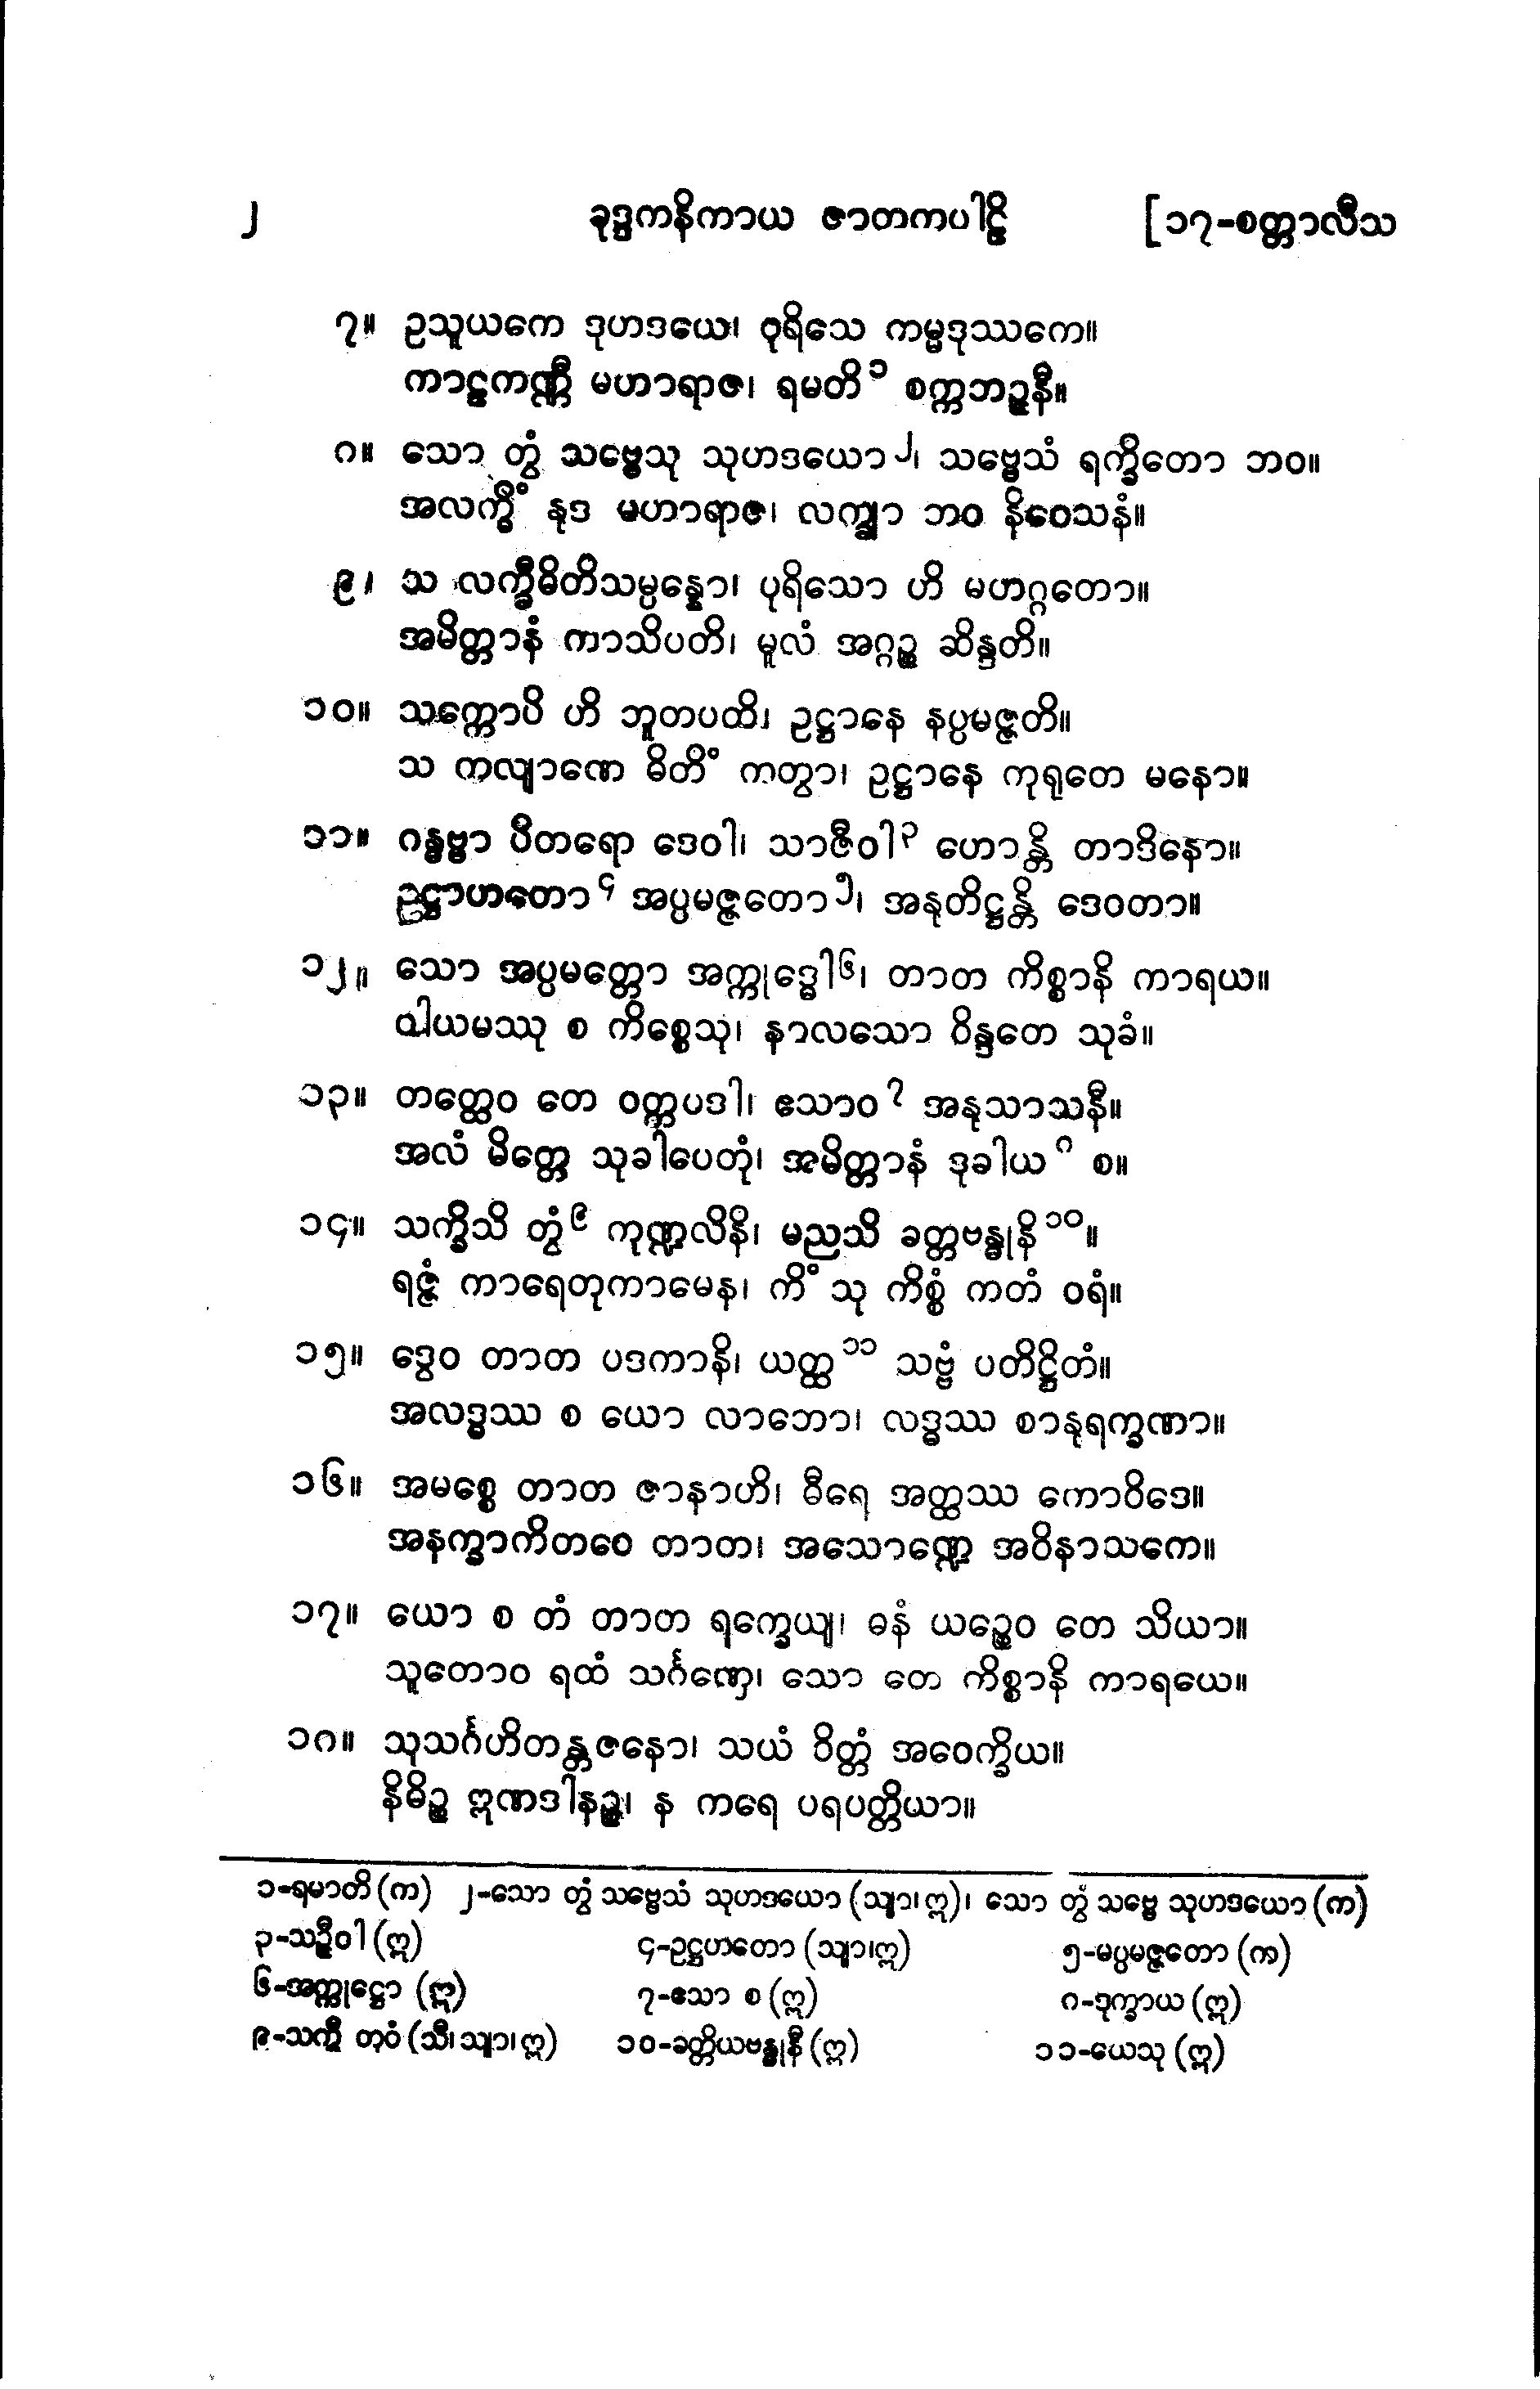 ၂ ခုဒ္ဒကနိကာယ ဇာတကပါဠိ [၁၇-စတ္တာလီသ
၇။ ဥသူယကေ ဒုဟဒယေ၊ ပုရိသေ ကမ္မဒုဿကေ။
ကာဠကဏ္ဏီ မဟာရာဇ၊ ရမတိ ၁ စက္ကဘဉ္ဇနီ။
၈။ သော တွံ သဗ္ဗေသု သုဟဒယော ၂၊ သဗ္ဗေသံ ရက္ခိတော ဘဝ။
အလက္ခိံ နုဒ မဟာရာဇ၊ လက္ချာ ဘဝ နိဝေသနံ။
၉၊ သ လက္ခီဓိတိသမ္ပန္နော၊ ပုရိသော ဟိ မဟဂ္ဂတော။
အမိတ္တာနံ ကာသိပတိ၊ မူလံ အဂ္ဂဉ္စ ဆိန္ဒတိ။
၁၀။ သက္ကောပိ ဟိ ဘူတပတိ၊ ဥဋ္ဌာနေ နပ္ပမဇ္ဇတိ။
သ ကလျာဏေ ဓိတိံ ကတွာ၊ ဥဋ္ဌာနေ ကုရုတေ မနော။
၁၁။ ဂန္ဓဗ္ဗာ ပိတရော ဒေဝါ၊ သာဇီဝါ ၃ ဟောန္တိ တာဒိနော။
ဥဋ္ဌာဟတော ၄ အပ္ပမဇ္ဇတော ၅၊ အနုတိဋ္ဌန္တိ ဒေဝတာ။
၁၂။ သော အပ္ပမတ္တော အက္ကုဒ္ဓေါ ၆၊ တာတ ကိစ္စာနိ ကာရယ။
ဝါယမဿု စ ကိစ္စေသု၊ နာလသော ဝိန္ဒတေ သုခံ။
၁၃။ တတ္ထေဝ တေ ဝတ္တပဒါ၊ ဧသာဝ ၇ အနုသာသနီ။
အလံ မိတ္တေ သုခါပေတုံ၊ အမိတ္တာနံ ဒုခါယ ၈ စ။
၁၄။ သက္ခိသိ တွံ ၉ ကုဏ္ဍလိနိ၊ မညသိ ခတ္တဗန္ဓုနိ ၁၀။
ရဇ္ဇံ ကာရေတုကာမေန၊ ကိံ သု ကိစ္စံ ကတံ ဝရံ။
၁၅။ ဒွေဝ တာတ ပဒကာနိ၊ ယတ္ထ ၁၁ သဗ္ဗံ ပတိဋ္ဌိတံ။
အလဒ္ဓဿ စ ယော လာဘော၊ လဒ္ဓဿ စာနုရက္ခဏာ။
၁၆။ အမစ္စေ တာတ ဇာနာဟိ၊ ဓီရေ အတ္ထဿ ကောဝိဒေ။
အနက္ခာကိတဝေ တာတ၊ အသောဏ္ဍေ အဝိနာသကေ။
၁၇။ ယော စ တံ တာတ ရက္ခေယျ၊ ဓနံ ယဉ္စေဝ တေ သိယာ။
သူတောဝ ရထံ သင်္ဂဏှေ၊ သော တေ ကိစ္စာနိ ကာရယေ။
၁၈။ သုသင်္ဂဟိတန္တဇနော၊ သယံ ဝိတ္တံ အဝေက္ခိယ။
နိဓိဉ္စ ဣဏဒါနဉ္စ၊ န ကရေ ပရပတ္တိယာ။
၁-ရမာတိ (က) ၂-သော တွံ သဗ္ဗေသံ သုဟဒယော (သျာ၊ ဣ)၊ သော တွံ သဗ္ဗေ သုဟဒယော (က)
၃-သဉ္ဇီဝါ (ဣ) ၄-ဥဋ္ဌဟတော (သျာ၊ဣ) ၅-မပ္ပမဇ္ဇတော (က)
၆-အက္ကုဋ္ဌော (ဣ) ၇-ဧသာ စ (ဣ) ၈-ဒုက္ခာယ (ဣ)
၉-သက္ခီ တုဝံ (သီ၊ သျာ၊ ဣ) ၁၀-ခတ္တိယဗန္ဓုနီ (ဣ) ၁၁-ယေသု (ဣ)